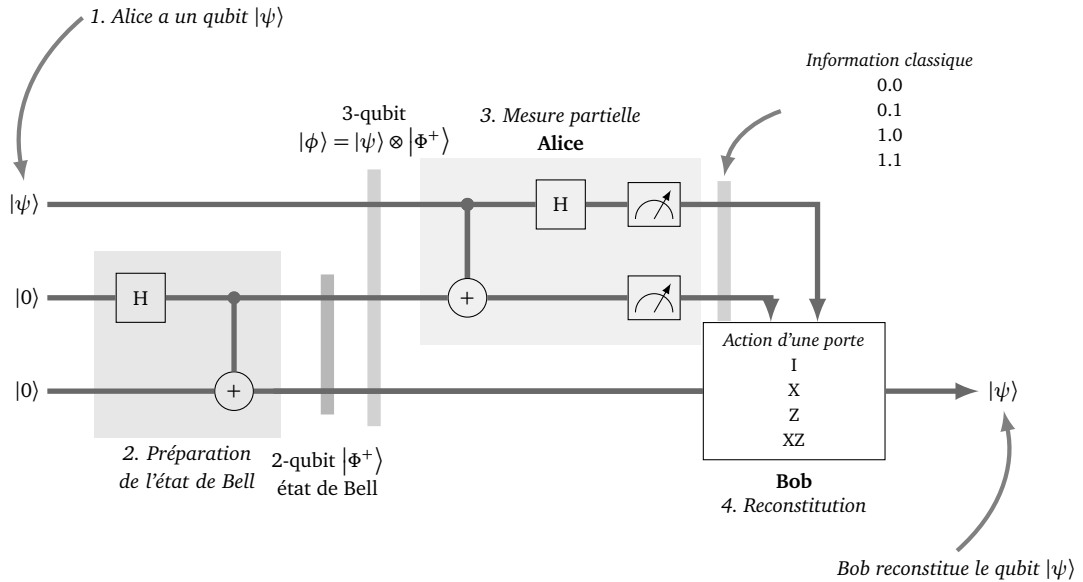 1. Alice a un qubit |ψ⟩
Information classique
0.0
0.1
1.0
1.1
3-qubit
|ϕ⟩ = |ψ⟩ ⊗ |Φ⁺⟩
3. Mesure partielle
Alice
|ψ⟩
H
|0⟩
H
+
|0⟩
+
Action d'une porte
I
X
Z
XZ
|ψ⟩
2. Préparation
de l'état de Bell
2-qubit |Φ⁺⟩
état de Bell
Bob
4. Reconstitution
Bob reconstitue le qubit |ψ⟩